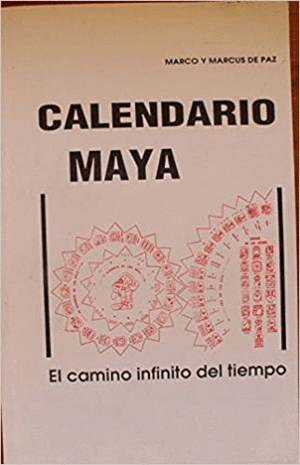 MARCO Y MARCUS DE PAZ
CALENDARIO
MAYA
El camino infinito del tiempo